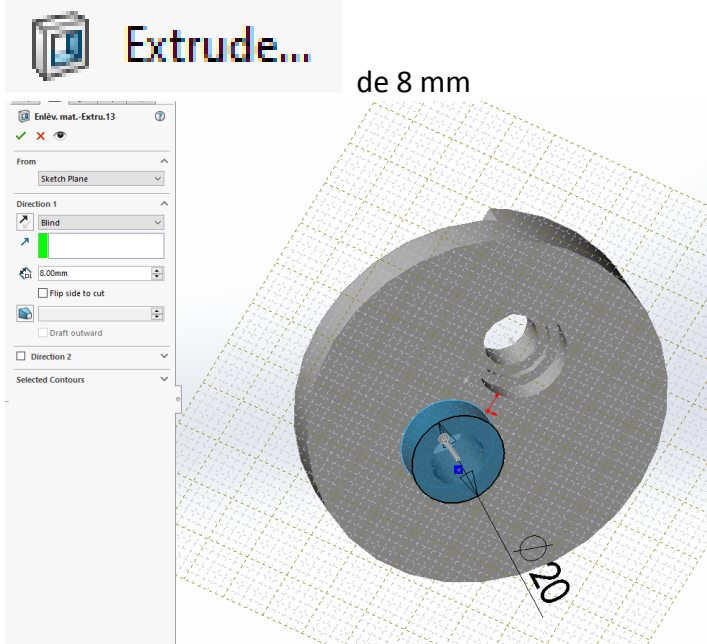 Extrude...
de 8 mm
Enlèv. mat.-Extru.13
From
Sketch Plane
Direction 1
Blind
D1
8.00mm
Flip side to cut
Draft outward
Direction 2
Selected Contours
∅20